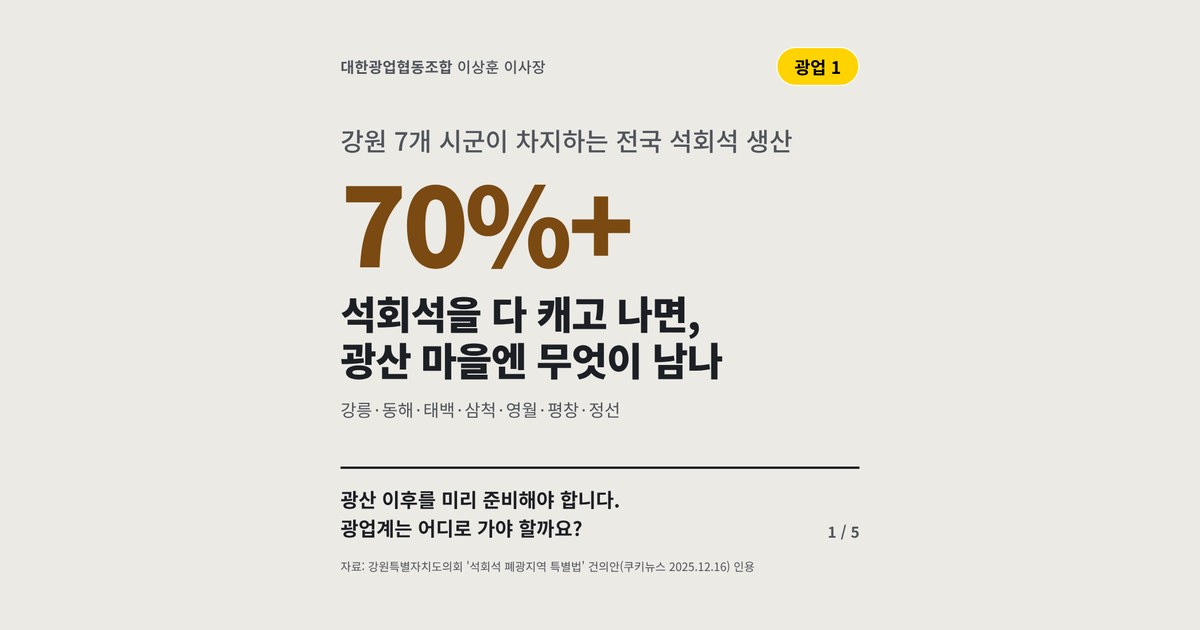 대한광업협동조합 이상훈 이사장
광업 1
강원 7개 시군이 차지하는 전국 석회석 생산
70%+
석회석을 다 캐고 나면,
광산 마을엔 무엇이 남나
강릉·동해·태백·삼척·영월·평창·정선
광산 이후를 미리 준비해야 합니다.
광업계는 어디로 가야 할까요?
1 / 5
자료: 강원특별자치도의회 '석회석 폐광지역 특별법' 건의안(쿠키뉴스 2025.12.16) 인용